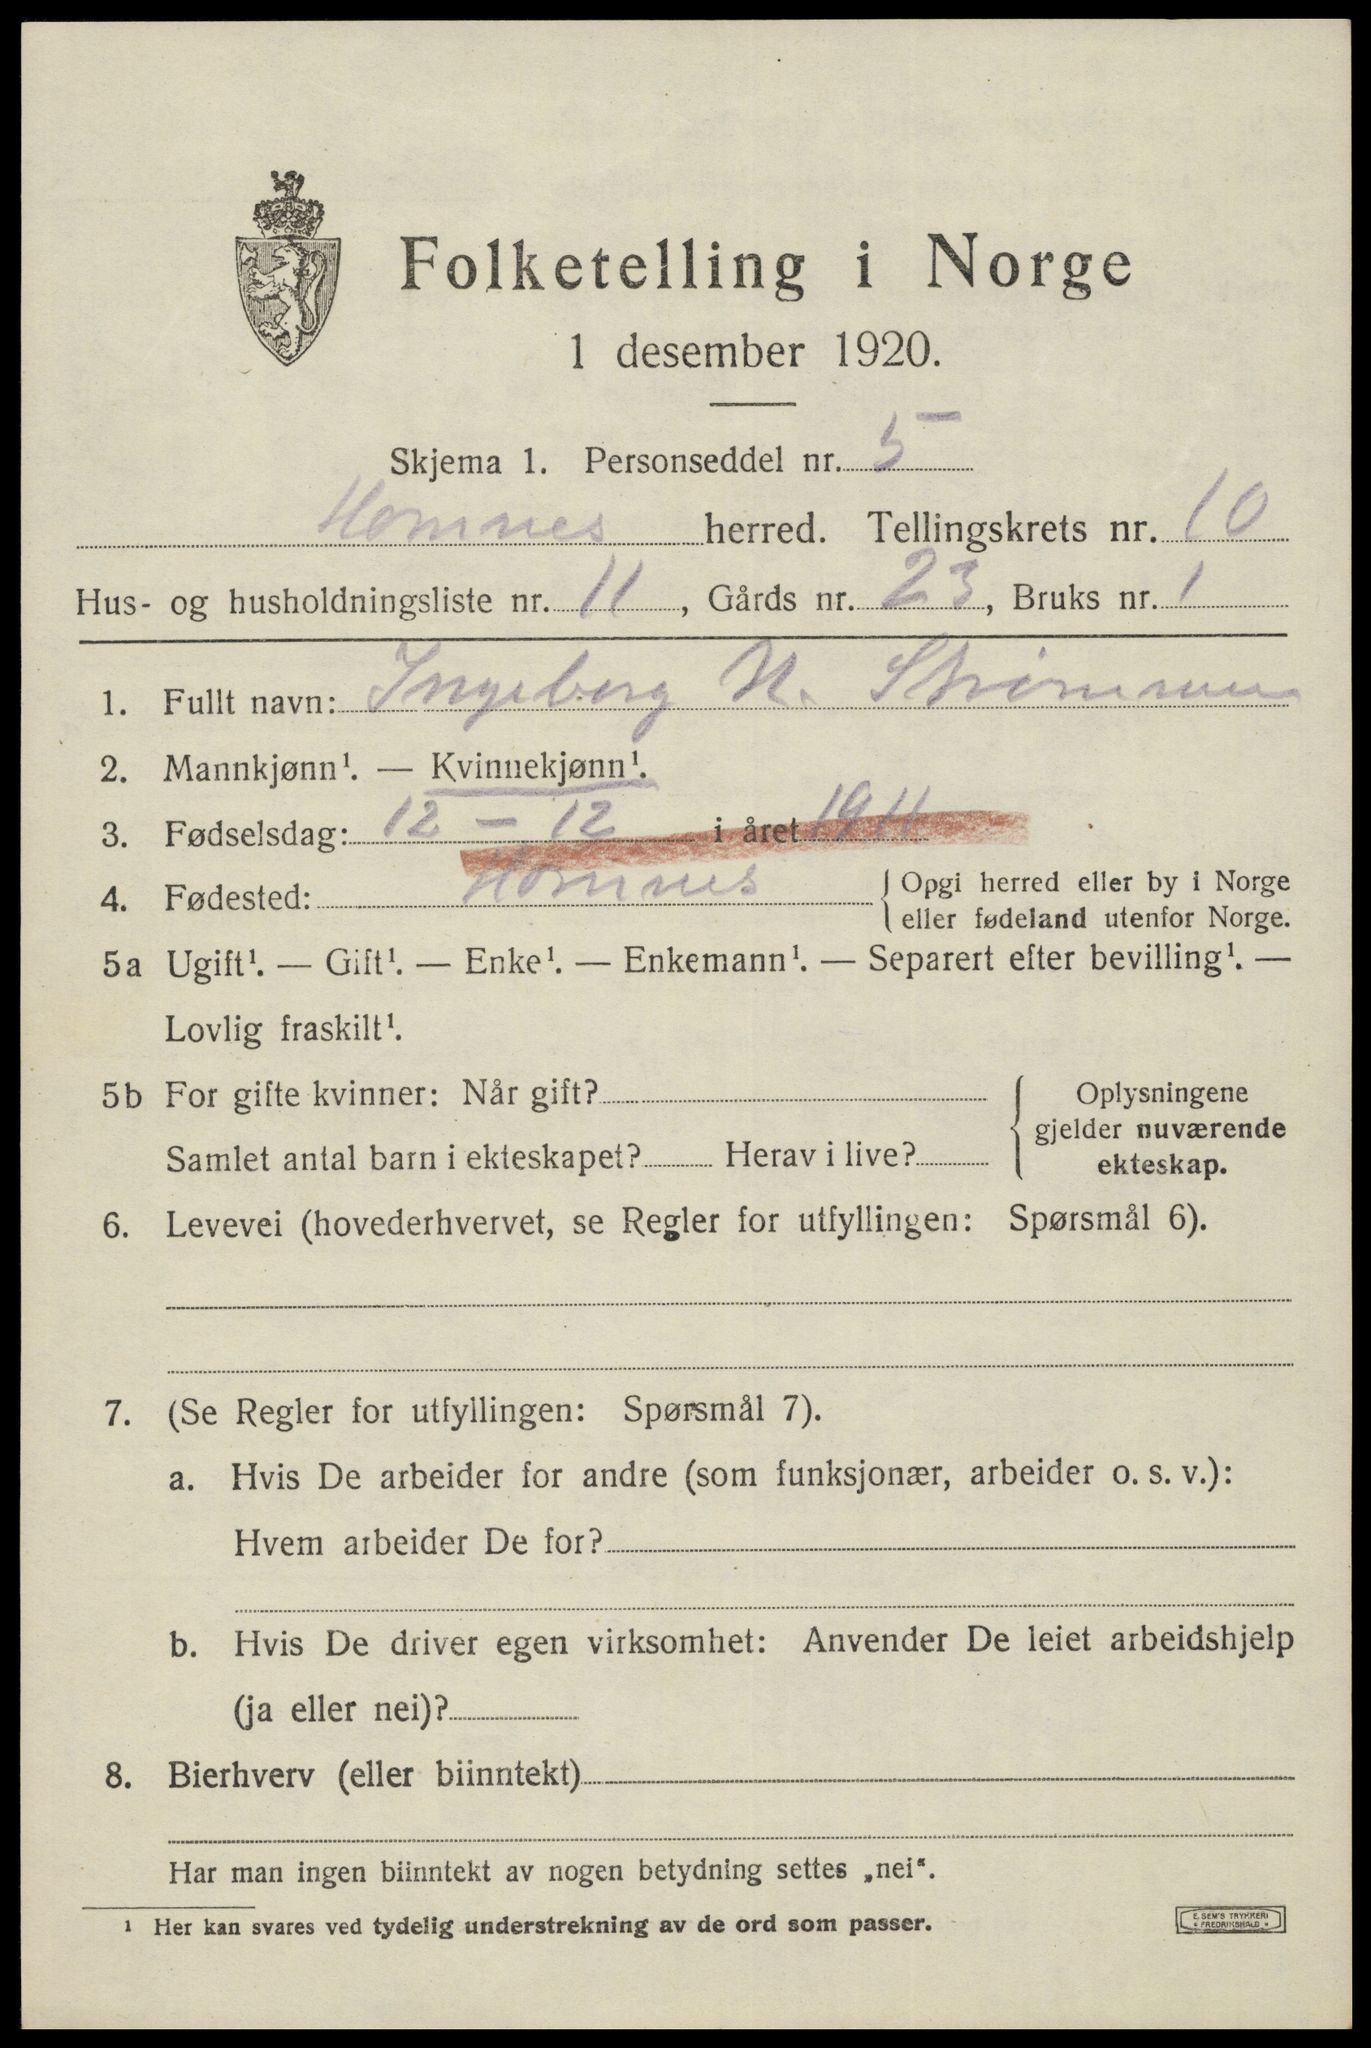 Folketelling i Norge
1 desember 1920.
Skjema 1. Personseddel nr. 5
Hemnes herred. Tellingskrets nr. 10
Hus- og husholdningsliste nr. 11, Gårds nr. 23, Bruks nr. 1
1. Fullt navn: Ingeborg N.
2. Mannkjønn¹. — Kvinnekjønn¹.
3. Fødselsdag: 12 - 12 i året 1911
4. Fødested: Hemnes { Opgi herred eller by i Norge
eller fødeland utenfor Norge.
5a Ugift¹. — Gift¹. — Enke¹. — Enkemann¹. — Separert efter bevilling¹. —
Lovlig fraskilt¹.
5b For gifte kvinner: Når gift? { Oplysningene
gjelder nuværende
Samlet antal barn i ekteskapet? Herav i live? ekteskap.
6. Levevei (hovederhvervet, se Regler for utfyllingen: Spørsmål 6).
7. (Se Regler for utfyllingen: Spørsmål 7).
a. Hvis De arbeider for andre (som funksjonær, arbeider o. s. v.):
Hvem arbeider De for?
b. Hvis De driver egen virksomhet: Anvender De leiet arbeidshjelp
(ja eller nei)?
8. Bierhverv (eller biinntekt)
Har man ingen biinntekt av nogen betydning settes „nei“.
¹ Her kan svares ved tydelig understrekning av de ord som passer.
E. SEM'S TRYKKERI
FREDRIKSHALD